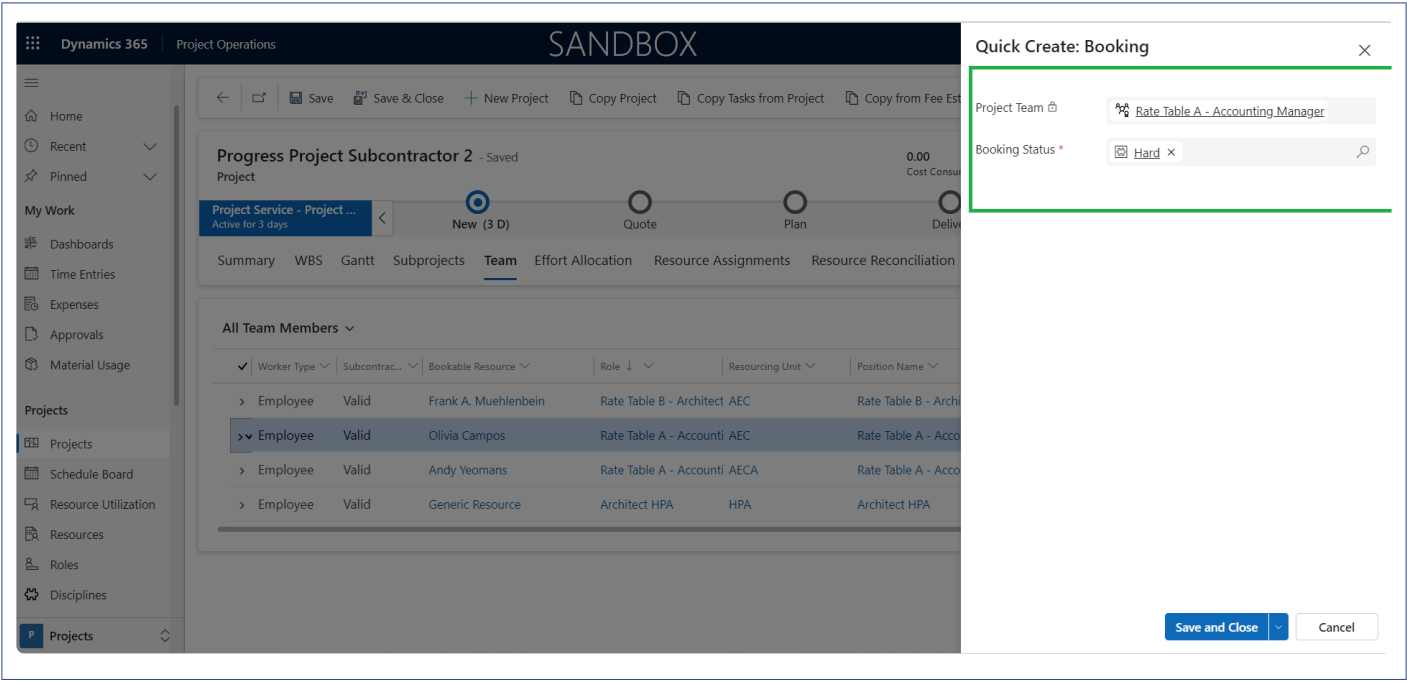 Dynamics 365 Project Operations SANDBOX
Quick Create: Booking
Project Team Rate Table A - Accounting Manager
Booking Status * Hard
Save and Close Cancel
Home
Recent
Pinned
My Work
Dashboards
Time Entries
Expenses
Approvals
Material Usage
Projects
Projects
Schedule Board
Resource Utilization
Resources
Roles
Disciplines
P Projects
Save Save & Close New Project Copy Project Copy Tasks from Project Copy from Fee Est
Progress Project Subcontractor 2 - Saved
Project
0.00
Cost Consu
Project Service - Project ...
Active for 3 days
New (3 D) Quote Plan Delive
Summary WBS Gantt Subprojects Team Effort Allocation Resource Assignments Resource Reconciliation
All Team Members
Worker Type Subcontrac... Bookable Resource Role Resourcing Unit Position Name
Employee Valid Frank A. Muehlenbein Rate Table B - Architect AEC Rate Table B - Archi
Employee Valid Olivia Campos Rate Table A - Accounti AEC Rate Table A - Acco
Employee Valid Andy Yeomans Rate Table A - Accounti AECA Rate Table A - Acco
Employee Valid Generic Resource Architect HPA HPA Architect HPA